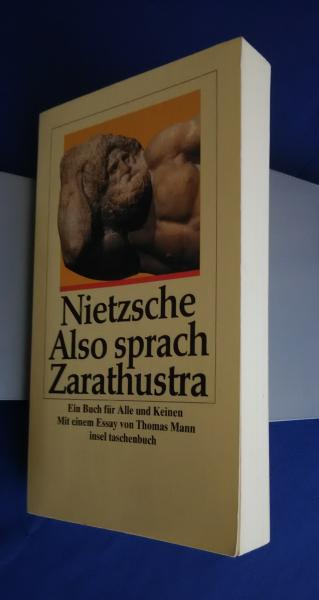 Nietzsche
Also sprach
Zarathustra
Ein Buch für Alle und Keinen
Mit einem Essay von Thomas Mann
insel taschenbuch